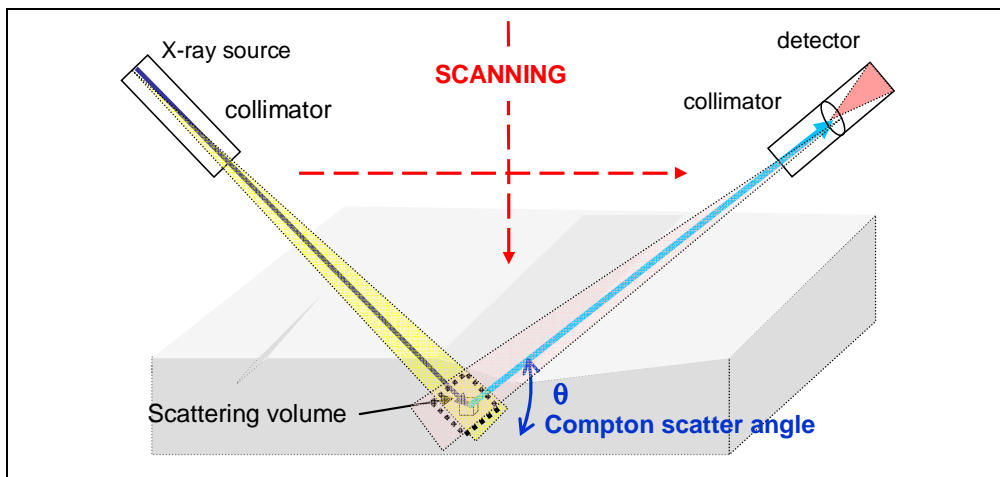 X-ray source
detector
SCANNING
collimator
collimator
θ
Scattering volume
Compton scatter angle